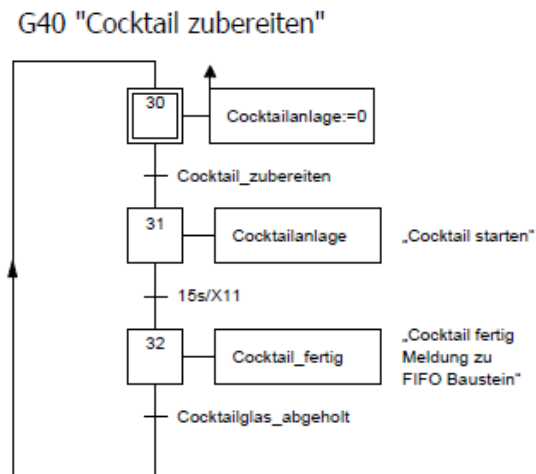 G40 "Cocktail zubereiten"
30
Cocktailanlage:=0
Cocktail_zubereiten
31
Cocktailanlage
„Cocktail starten"
15s/X11
32
Cocktail_fertig
„Cocktail fertig
Meldung zu
FIFO Baustein"
Cocktailglas_abgeholt